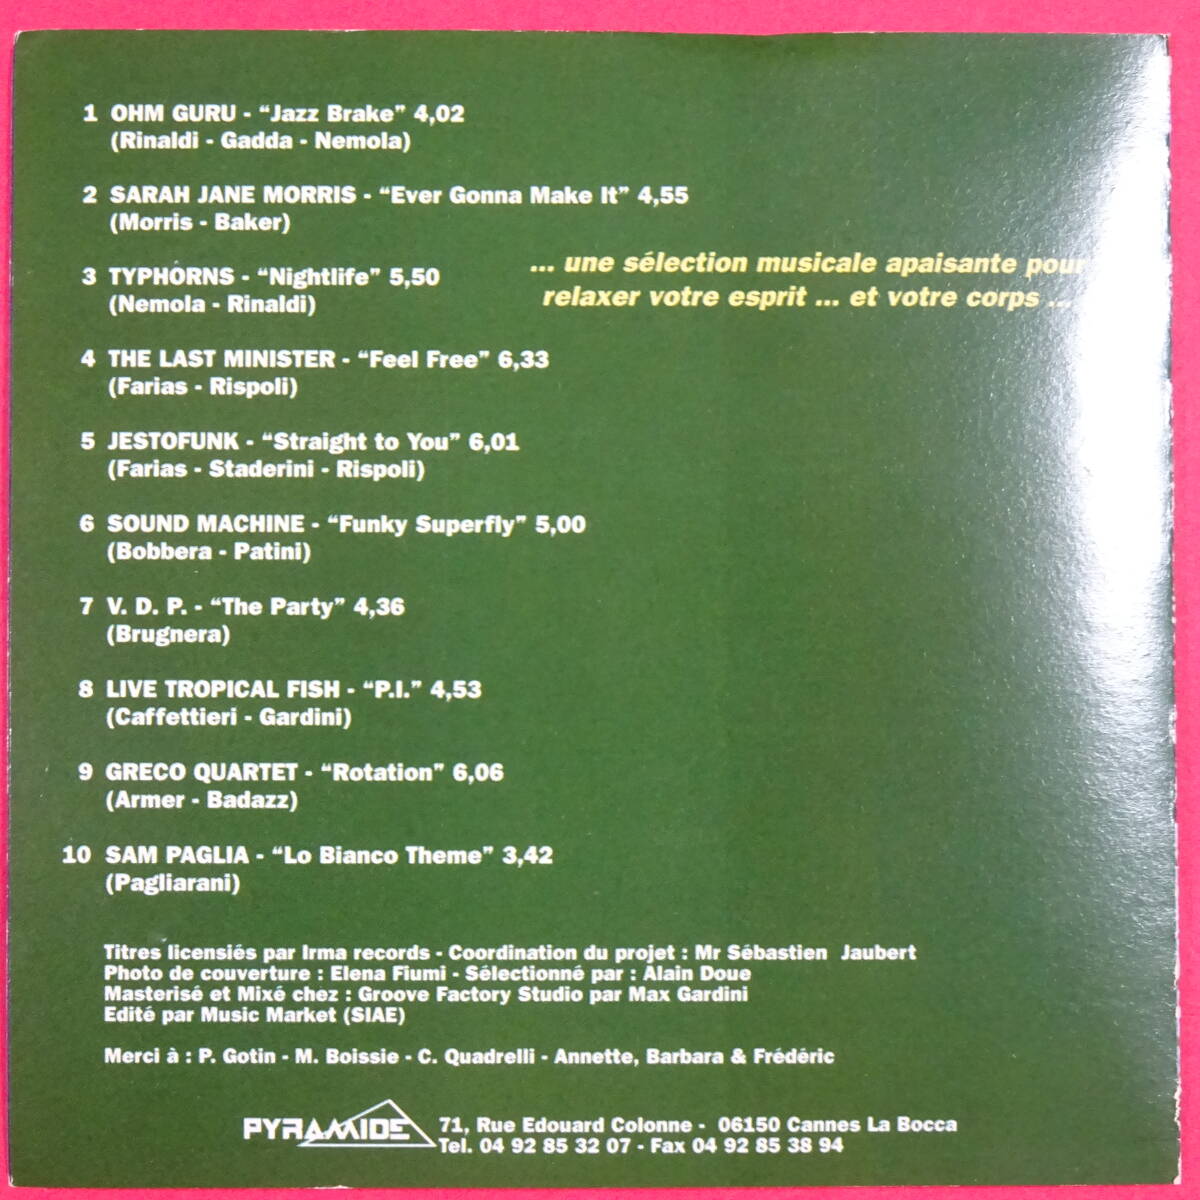 1 OHM GURU - “Jazz Brake” 4,02
(Rinaldi - Gadda - Nemola)
2 SARAH JANE MORRIS - “Ever Gonna Make It” 4,55
(Morris - Baker)
3 TYPHORNS - “Nightlife” 5,50
(Nemola - Rinaldi)
... une sélection musicale apaisante pour
relaxer votre esprit ... et votre corps ...
4 THE LAST MINISTER - “Feel Free” 6,33
(Farias - Rispoli)
5 JESTOFUNK - “Straight to You” 6,01
(Farias - Staderini - Rispoli)
6 SOUND MACHINE - “Funky Superfly” 5,00
(Bobbera - Patini)
7 V. D. P. - “The Party” 4,36
(Brugnera)
8 LIVE TROPICAL FISH - “P.I.” 4,53
(Caffettieri - Gardini)
9 GRECO QUARTET - “Rotation” 6,06
(Armer - Badazz)
10 SAM PAGLIA - “Lo Bianco Theme” 3,42
(Pagliarani)
Titres licensiés par Irma records - Coordination du projet : Mr Sébastien Jaubert
Photo de couverture : Elena Fiumi - Sélectionné par : Alain Doue
Masterisé et Mixé chez : Groove Factory Studio par Max Gardini
Edité par Music Market (SIAE)
Merci à : P. Gotin - M. Boissie - C. Quadrelli - Annette, Barbara & Frédéric
PYRAMIDE
71, Rue Edouard Colonne - 06150 Cannes La Bocca
Tel. 04 92 85 32 07 - Fax 04 92 85 38 94